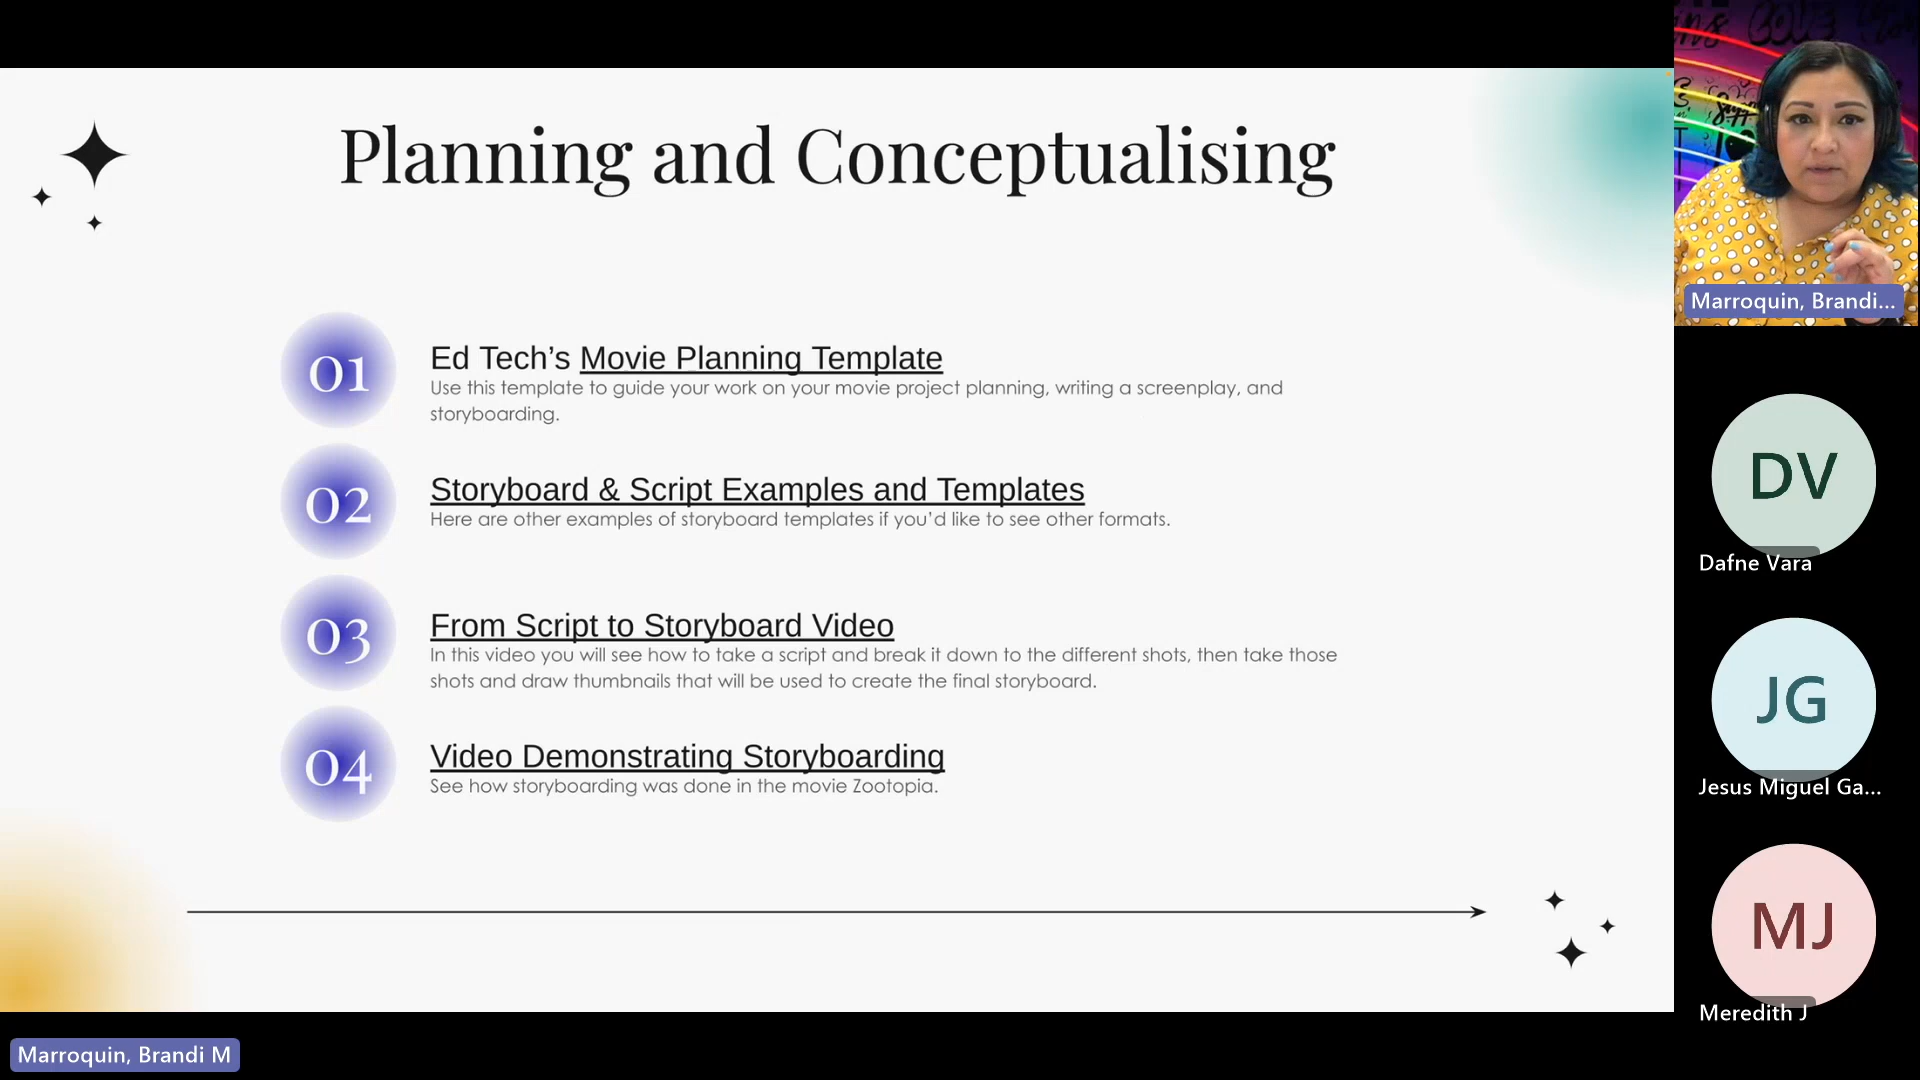 Planning and Conceptualising
01
Ed Tech’s Movie Planning Template
Use this template to guide your work on your movie project planning, writing a screenplay, and
storyboarding.
02
Storyboard & Script Examples and Templates
Here are other examples of storyboard templates if you’d like to see other formats.
03
From Script to Storyboard Video
In this video you will see how to take a script and break it down to the different shots, then take those
shots and draw thumbnails that will be used to create the final storyboard.
04
Video Demonstrating Storyboarding
See how storyboarding was done in the movie Zootopia.
Marroquin, Brandi M
LOVE
Marroquin, Brandi...
DV
Dafne Vara
JG
Jesus Miguel Ga...
MJ
Meredith J